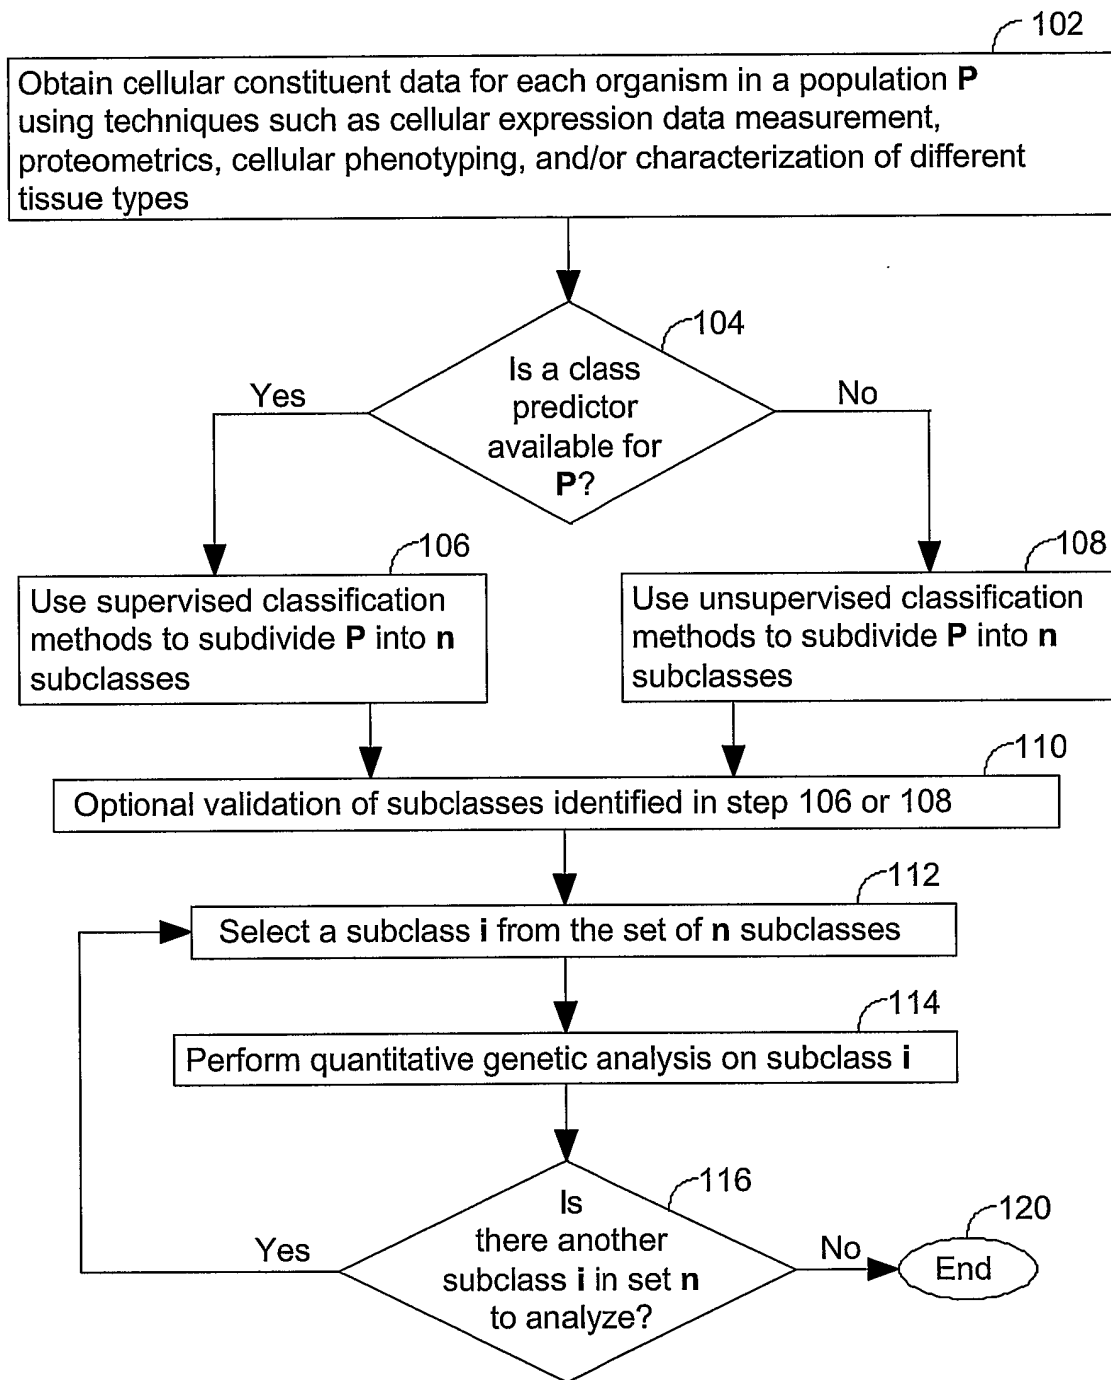 102
Obtain cellular constituent data for each organism in a population P
using techniques such as cellular expression data measurement,
proteometrics, cellular phenotyping, and/or characterization of different
tissue types
104
Is a class
predictor
available for
P?
Yes
No
106
Use supervised classification
methods to subdivide P into n
subclasses
108
Use unsupervised classification
methods to subdivide P into n
subclasses
110
Optional validation of subclasses identified in step 106 or 108
112
Select a subclass i from the set of n subclasses
114
Perform quantitative genetic analysis on subclass i
116
Is
there another
subclass i in set n
to analyze?
Yes
No
120
End